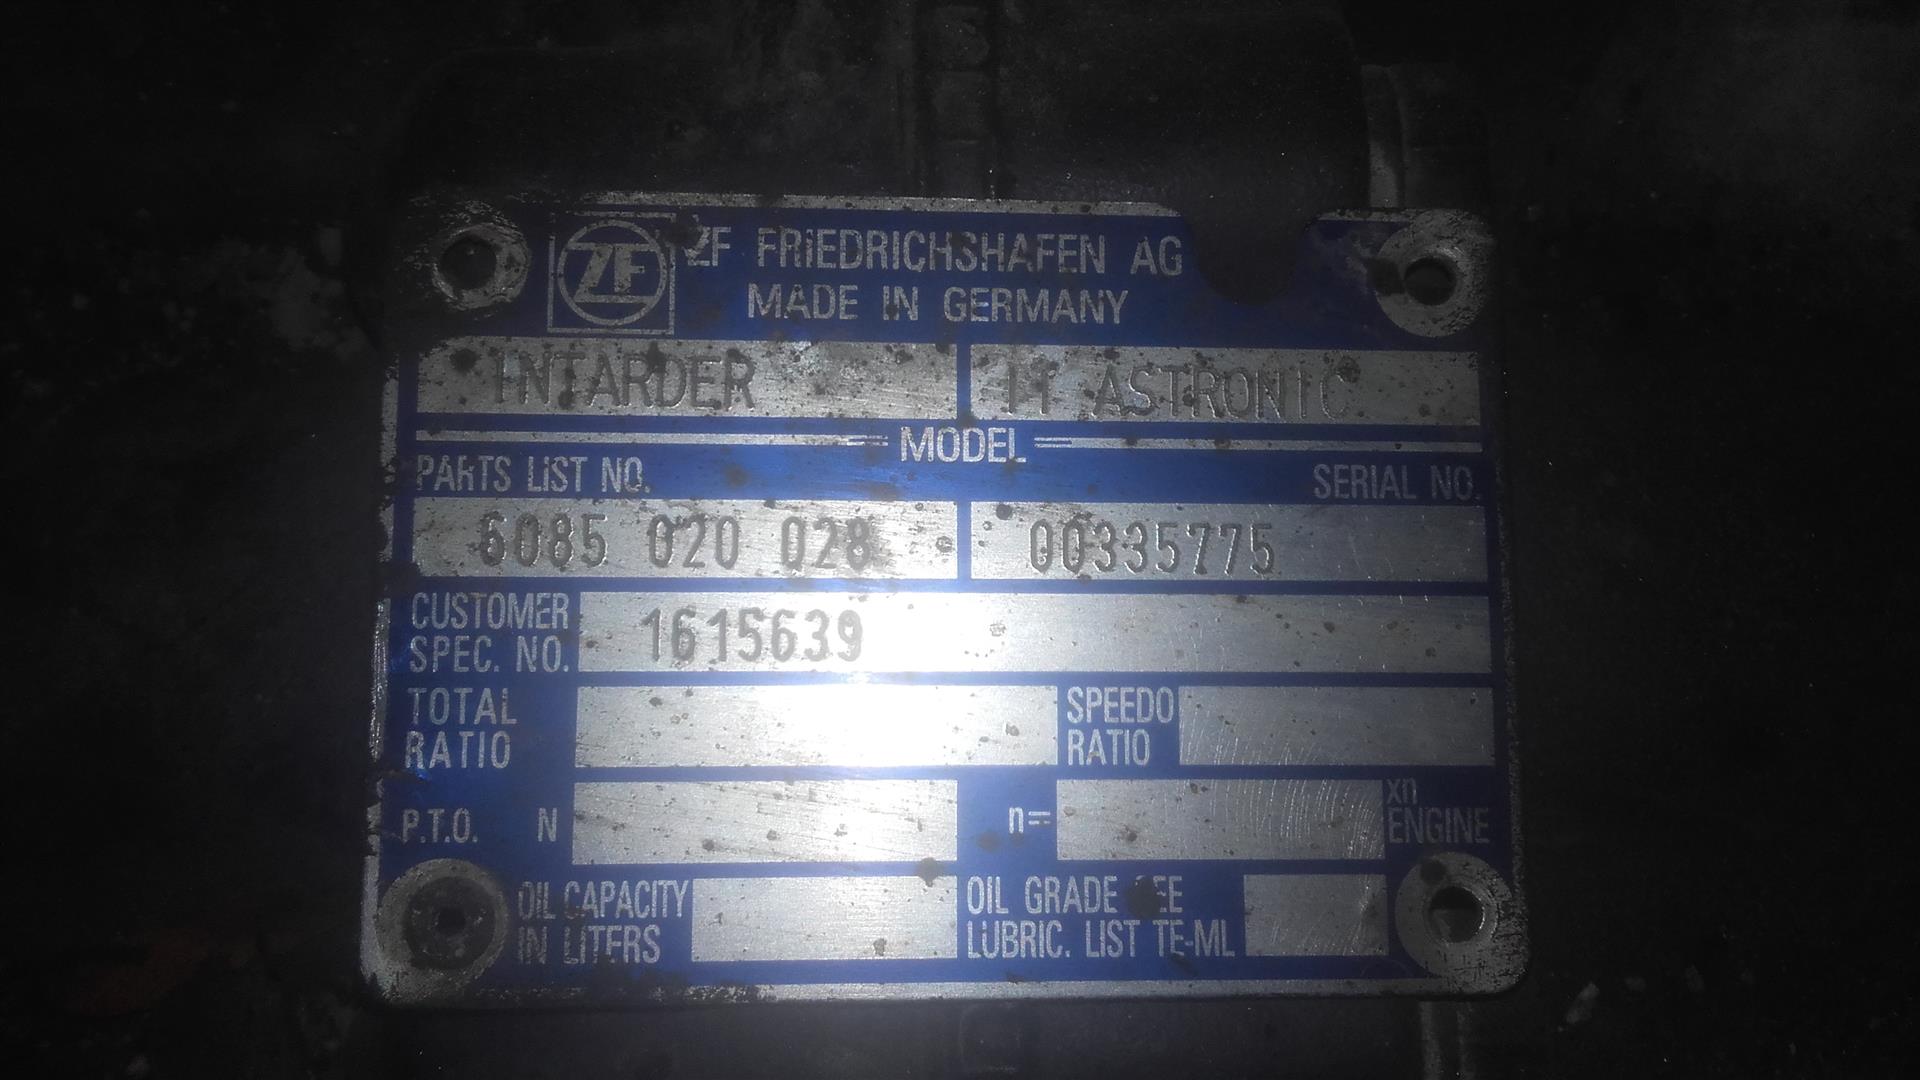 ZF
ZF FRIEDRICHSHAFEN AG
MADE IN GERMANY
INTARDER II ASTRONIC
MODEL
PARTS LIST NO. SERIAL NO.
6085 020 028 00335775
CUSTOMER SPEC. NO. 1615639
TOTAL RATIO SPEEDO RATIO
P.T.O. N n= xn ENGINE
OIL CAPACITY IN LITERS OIL GRADE SEE LUBRIC. LIST TE-ML